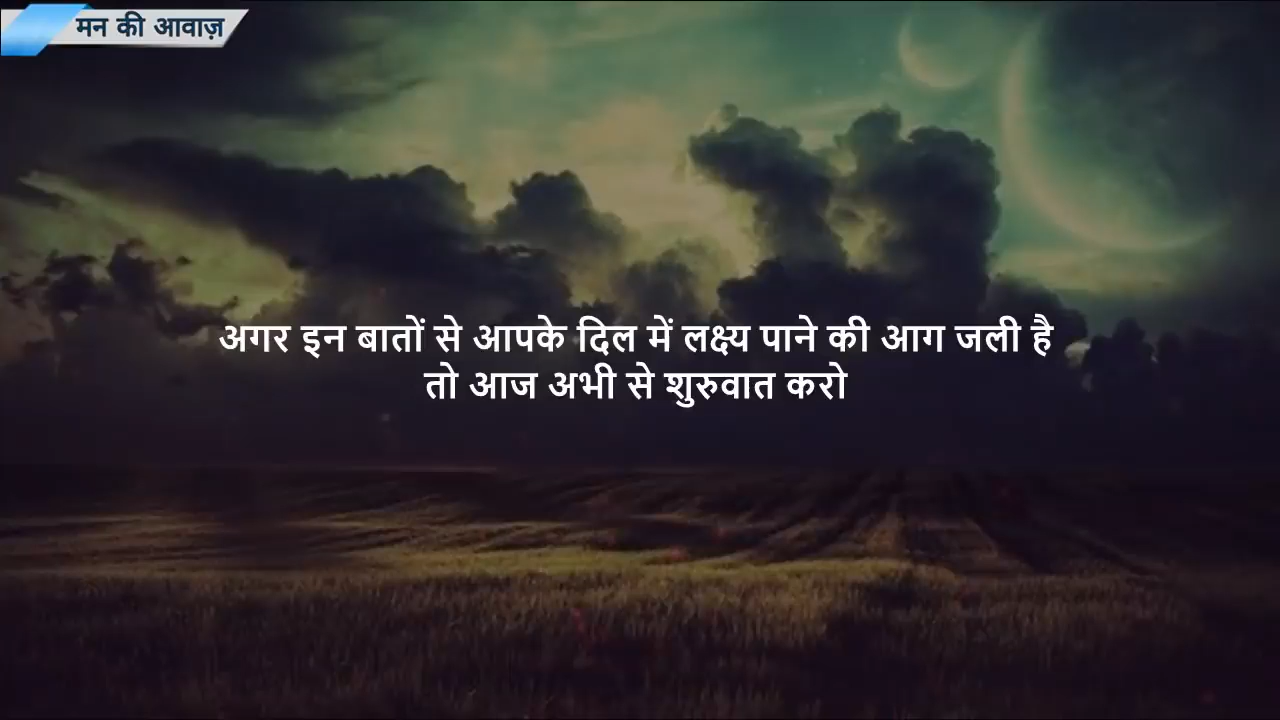 मन की आवाज़
अगर इन बातों से आपके दिल में लक्ष्य पाने की आग जली है
तो आज अभी से शुरुवात करो